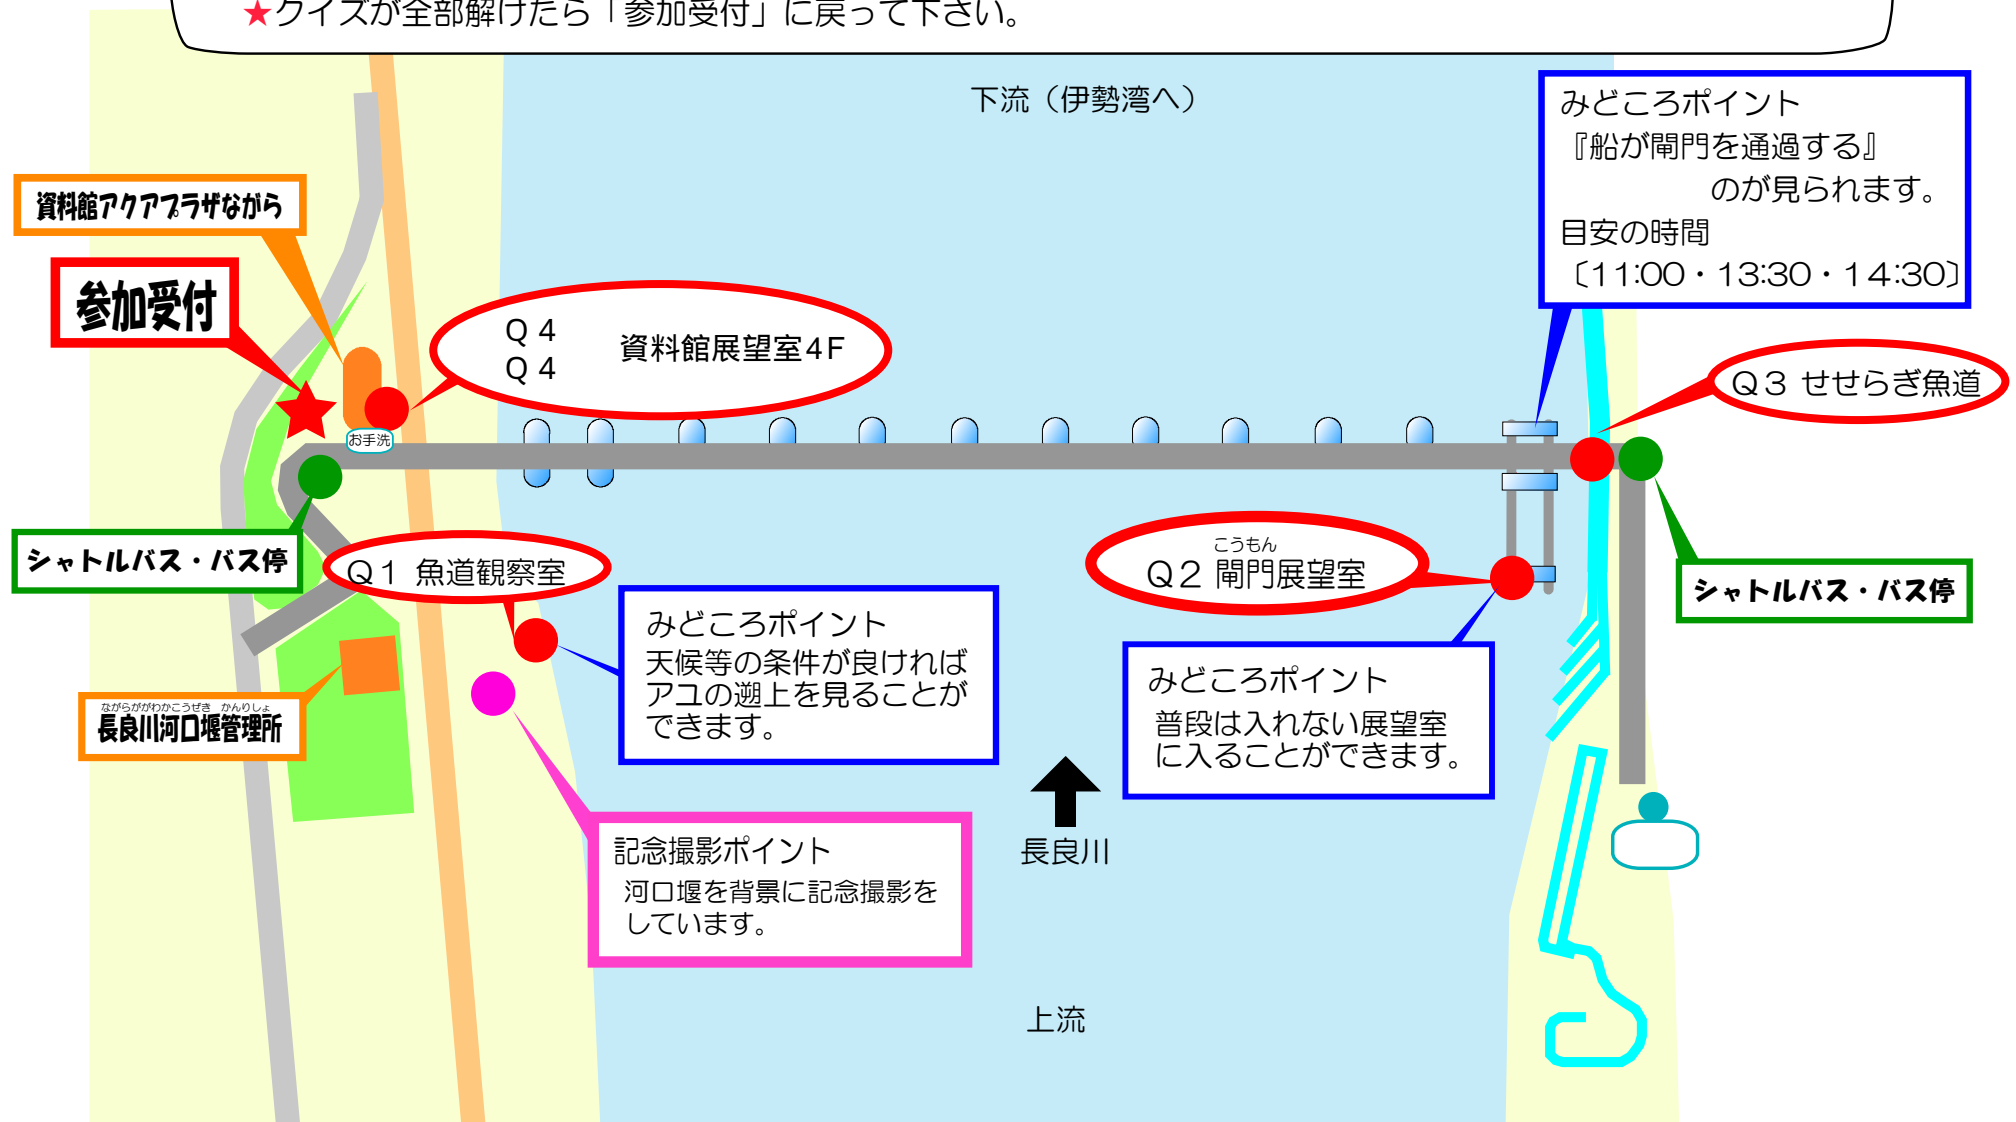 ★クイズが全部解けたら「参加受付」に戻って下さい。
下流（伊勢湾へ）
みどころポイント
『船が閘門を通過する』
のが見られます。
目安の時間
〔11:00・13:30・14:30〕
資料館アクアプラザながら
参加受付
Q4
Q4
資料館展望室4F
お手洗
Q3 せせらぎ魚道
シャトルバス・バス停
Q1 魚道観察室
こうもん
Q2 閘門展望室
シャトルバス・バス停
みどころポイント
天候等の条件が良ければ
アユの遡上を見ることが
できます。
みどころポイント
普段は入れない展望室
に入ることができます。
ながらがわかこうぜき かんりしょ
長良川河口堰管理所
記念撮影ポイント
河口堰を背景に記念撮影を
しています。
長良川
上流